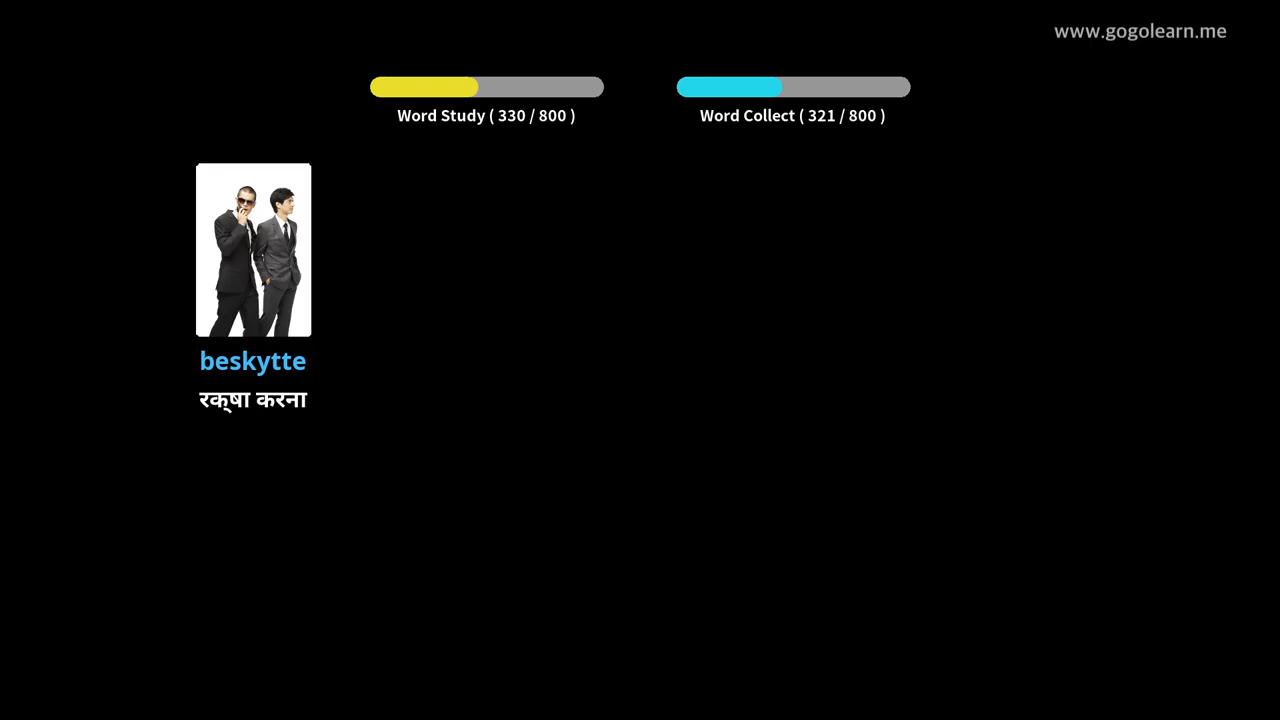 www.gogolearn.me
Word Study ( 330 / 800 )
Word Collect ( 321 / 800 )
beskytte
रक्षा करना